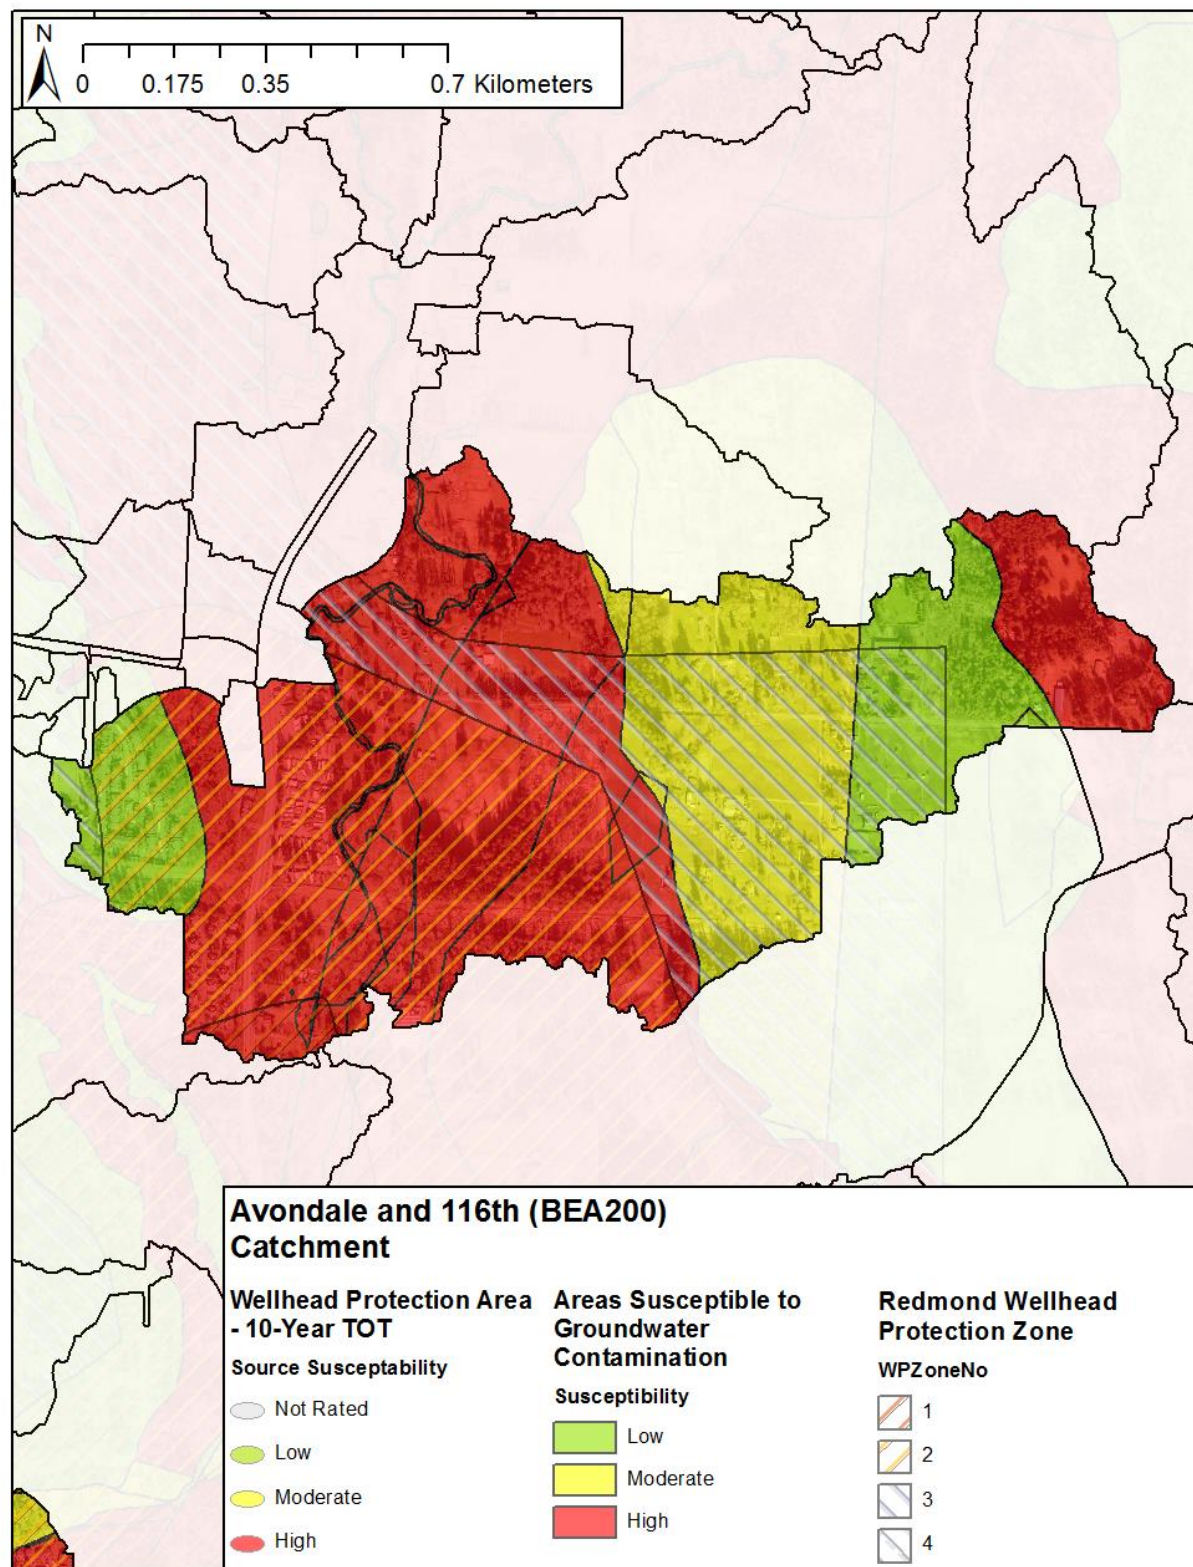 N
0 0.175 0.35 0.7 Kilometers
Avondale and 116th (BEA200)
Catchment
Wellhead Protection Area
- 10-Year TOT
Source Susceptability
Not Rated
Low
Moderate
High
Areas Susceptible to
Groundwater
Contamination
Susceptibility
Low
Moderate
High
Redmond Wellhead
Protection Zone
WPZoneNo
1
2
3
4